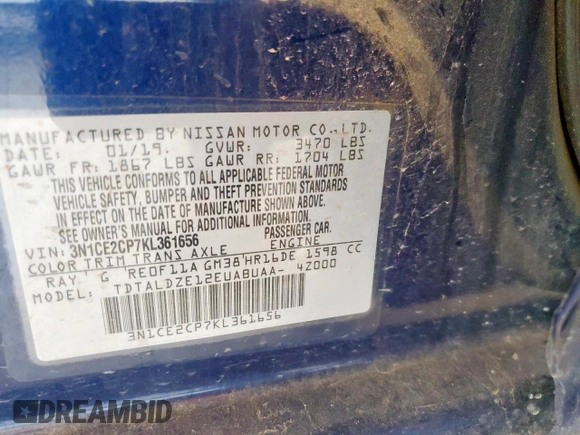 MANUFACTURED BY NISSAN MOTOR CO., LTD.
DATE: 01/19. GVWR: 3470 LBS
GAWR FR: 1867 LBS GAWR RR: 1704 LBS
THIS VEHICLE CONFORMS TO ALL APPLICABLE FEDERAL MOTOR
VEHICLE SAFETY, BUMPER AND THEFT PREVENTION STANDARDS
IN EFFECT ON THE DATE OF MANUFACTURE SHOWN ABOVE.
SEE OWNER'S MANUAL FOR ADDITIONAL INFORMATION.
VIN: 3N1CE2CP7KL361656 PASSENGER CAR.
COLOR TRIM TRANS AXLE ENGINE
RAY G RE0F11A GM38 HR16DE 1598 CC
MODEL: TDTALDZE12EUABUAA- 4Z000
3N1CE2CP7KL361656
DREAMBID